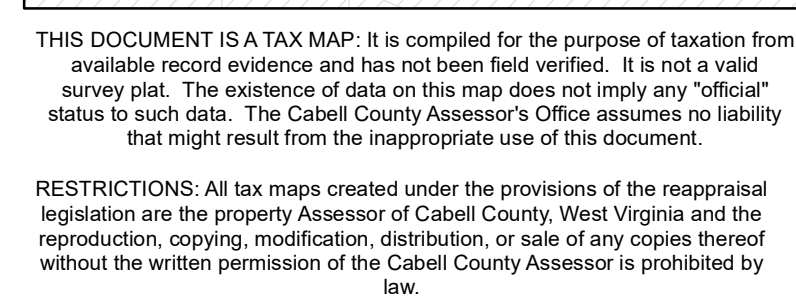 THIS DOCUMENT IS A TAX MAP: It is compiled for the purpose of taxation from
available record evidence and has not been field verified.  It is not a valid
survey plat.  The existence of data on this map does not imply any "official"
status to such data.  The Cabell County Assessor's Office assumes no liability
that might result from the inappropriate use of this document.
RESTRICTIONS: All tax maps created under the provisions of the reappraisal
legislation are the property Assessor of Cabell County, West Virginia and the
reproduction, copying, modification, distribution, or sale of any copies thereof
without the written permission of the Cabell County Assessor is prohibited by
law.